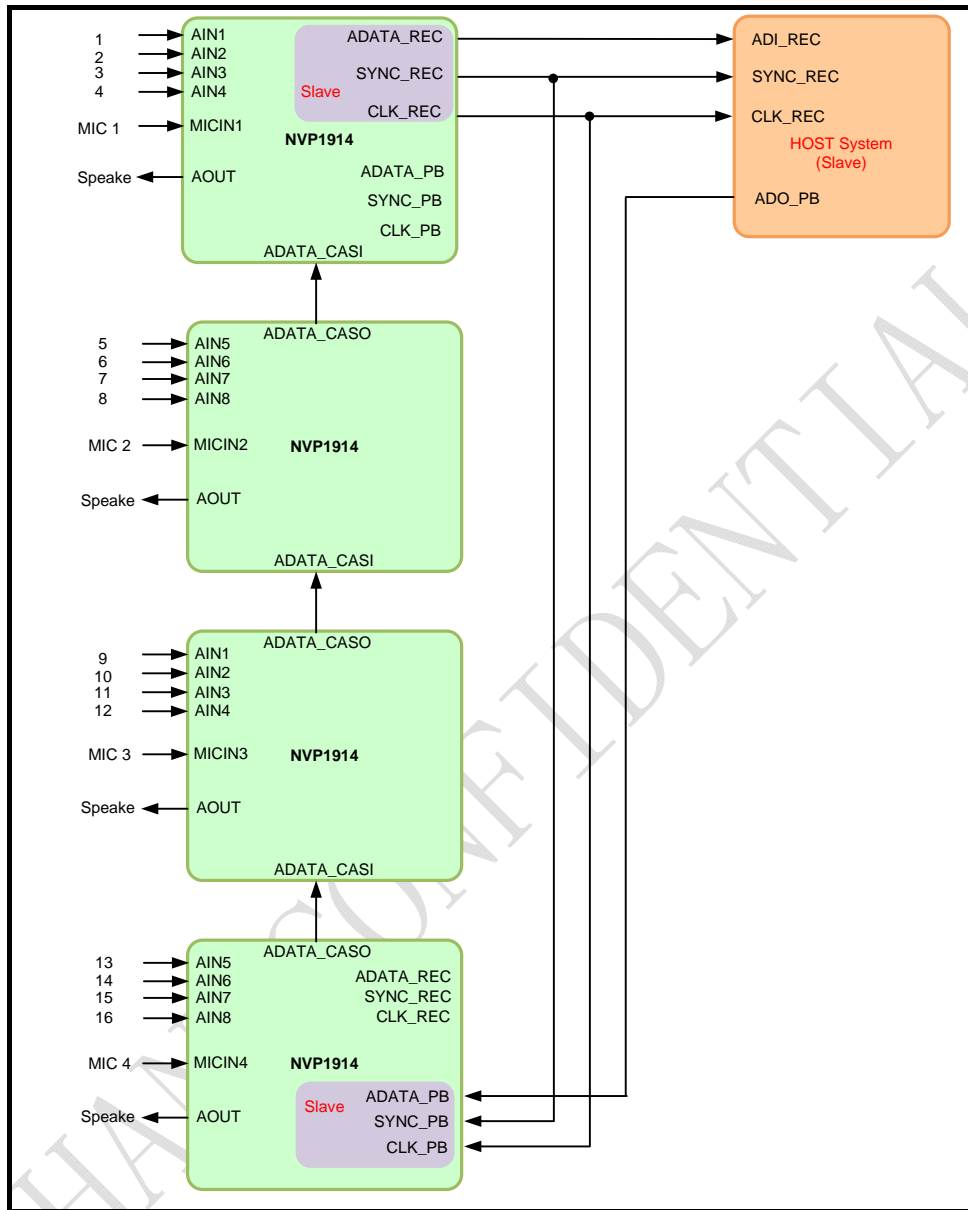 1
2
3
4
MIC 1
Speake
AIN1
AIN2
AIN3
AIN4
MICIN1
AOUT
ADATA_REC
SYNC_REC
Slave
CLK_REC
NVP1914
ADATA_PB
SYNC_PB
CLK_PB
ADATA_CASI
ADI_REC
SYNC_REC
CLK_REC
HOST System
(Slave)
ADO_PB
ADATA_CASO
5
6
7
8
MIC 2
Speake
AIN5
AIN6
AIN7
AIN8
MICIN2
AOUT
NVP1914
ADATA_CASI
ADATA_CASO
9
10
11
12
MIC 3
Speake
AIN1
AIN2
AIN3
AIN4
MICIN3
AOUT
NVP1914
ADATA_CASI
ADATA_CASO
13
14
15
16
MIC 4
Speake
AIN5
AIN6
AIN7
AIN8
MICIN4
AOUT
ADATA_REC
SYNC_REC
CLK_REC
NVP1914
Slave
ADATA_PB
SYNC_PB
CLK_PB
HAN CONFIDENTIAL